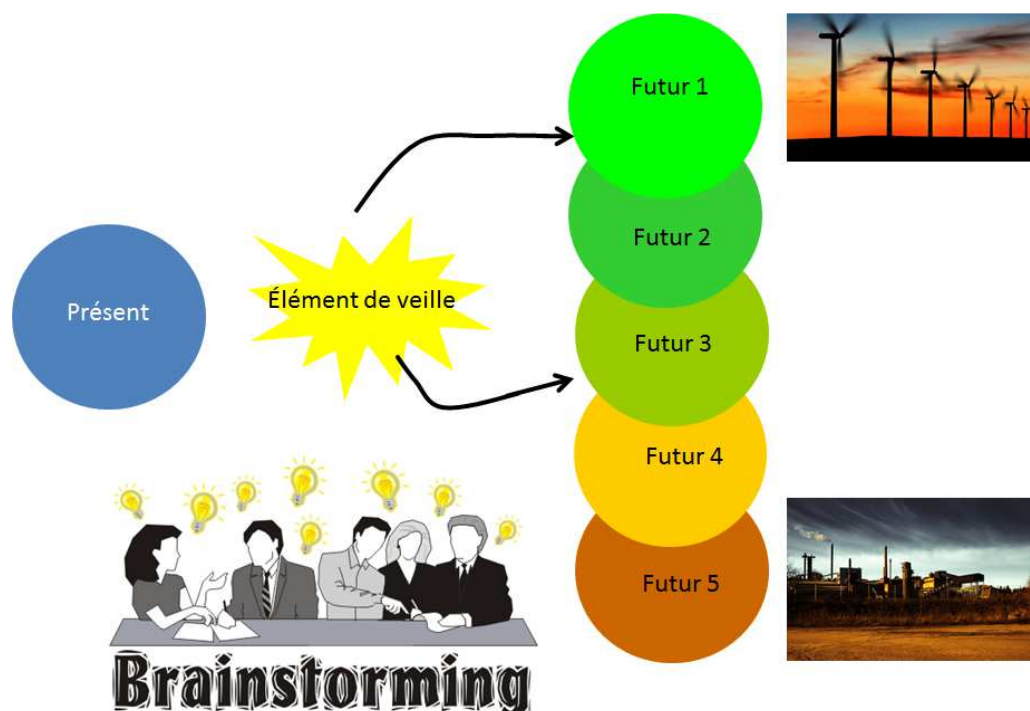 Présent
Élément de veille
Futur 1
Futur 2
Futur 3
Futur 4
Futur 5
Brainstorming